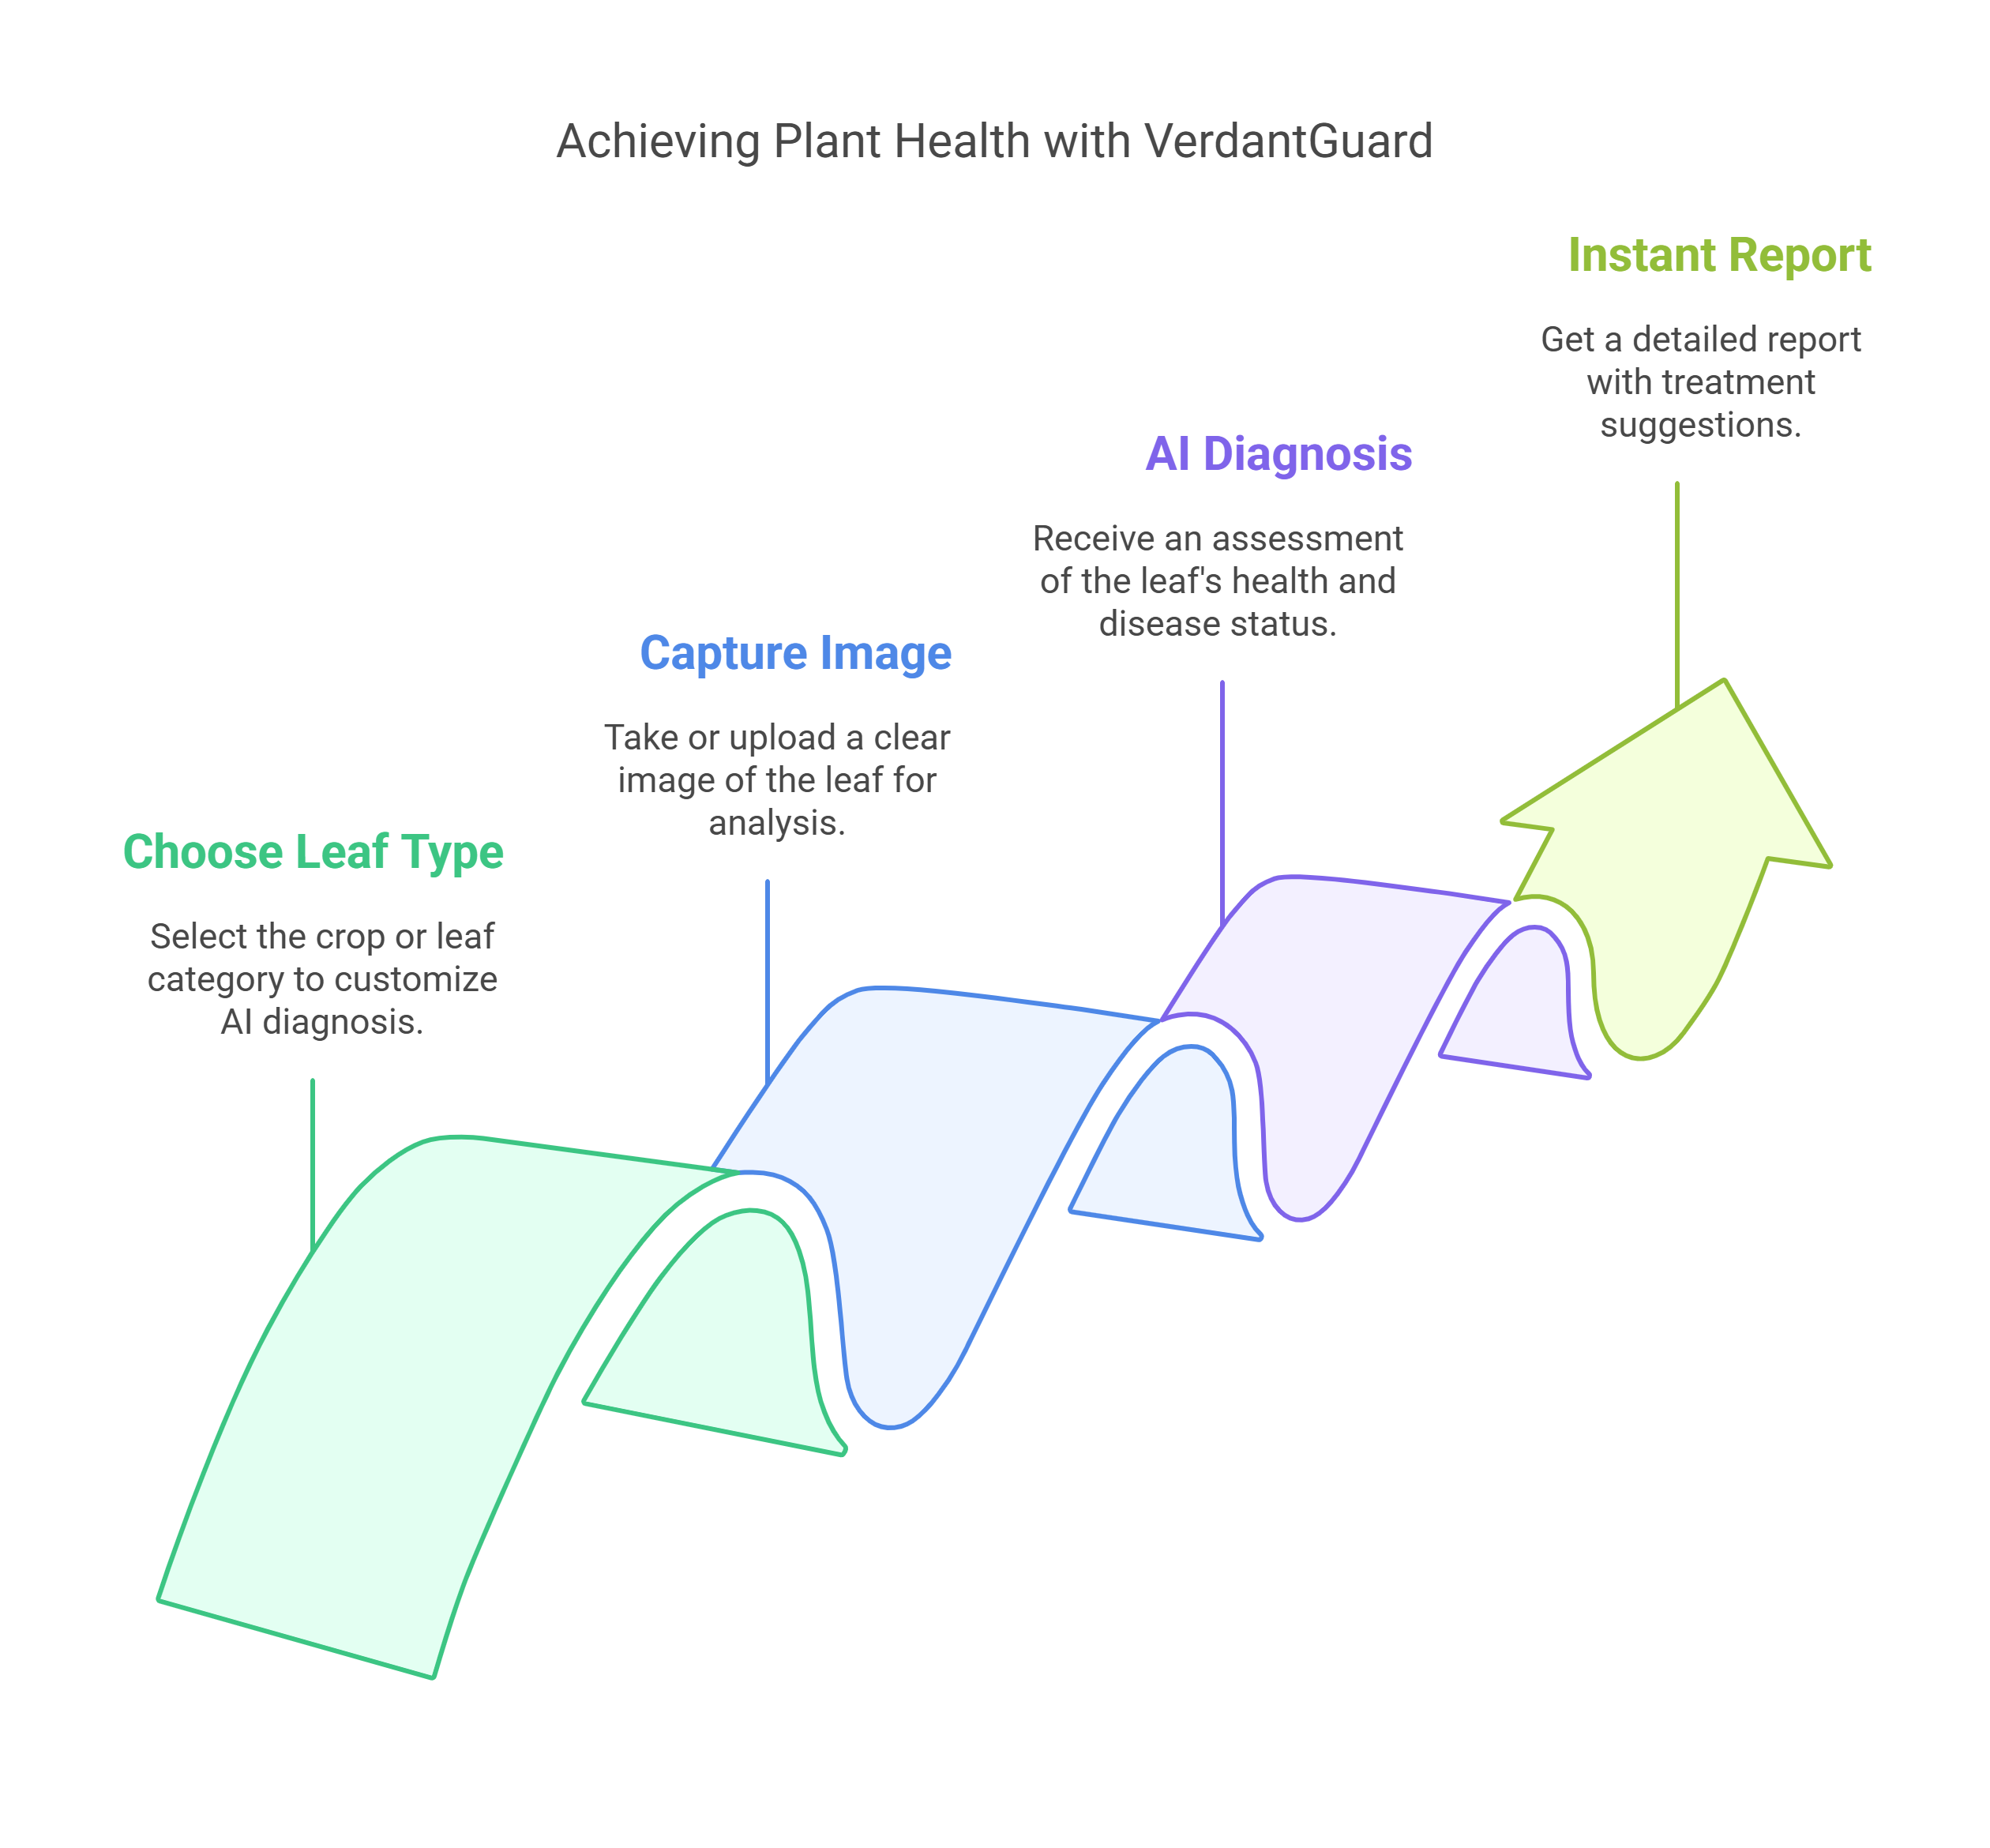 Achieving Plant Health with VerdantGuard
Instant Report
Get a detailed report
with treatment
suggestions.
AI Diagnosis
Receive an assessment
of the leaf's health and
disease status.
Capture Image
Take or upload a clear
image of the leaf for
analysis.
Choose Leaf Type
Select the crop or leaf
category to customize
AI diagnosis.